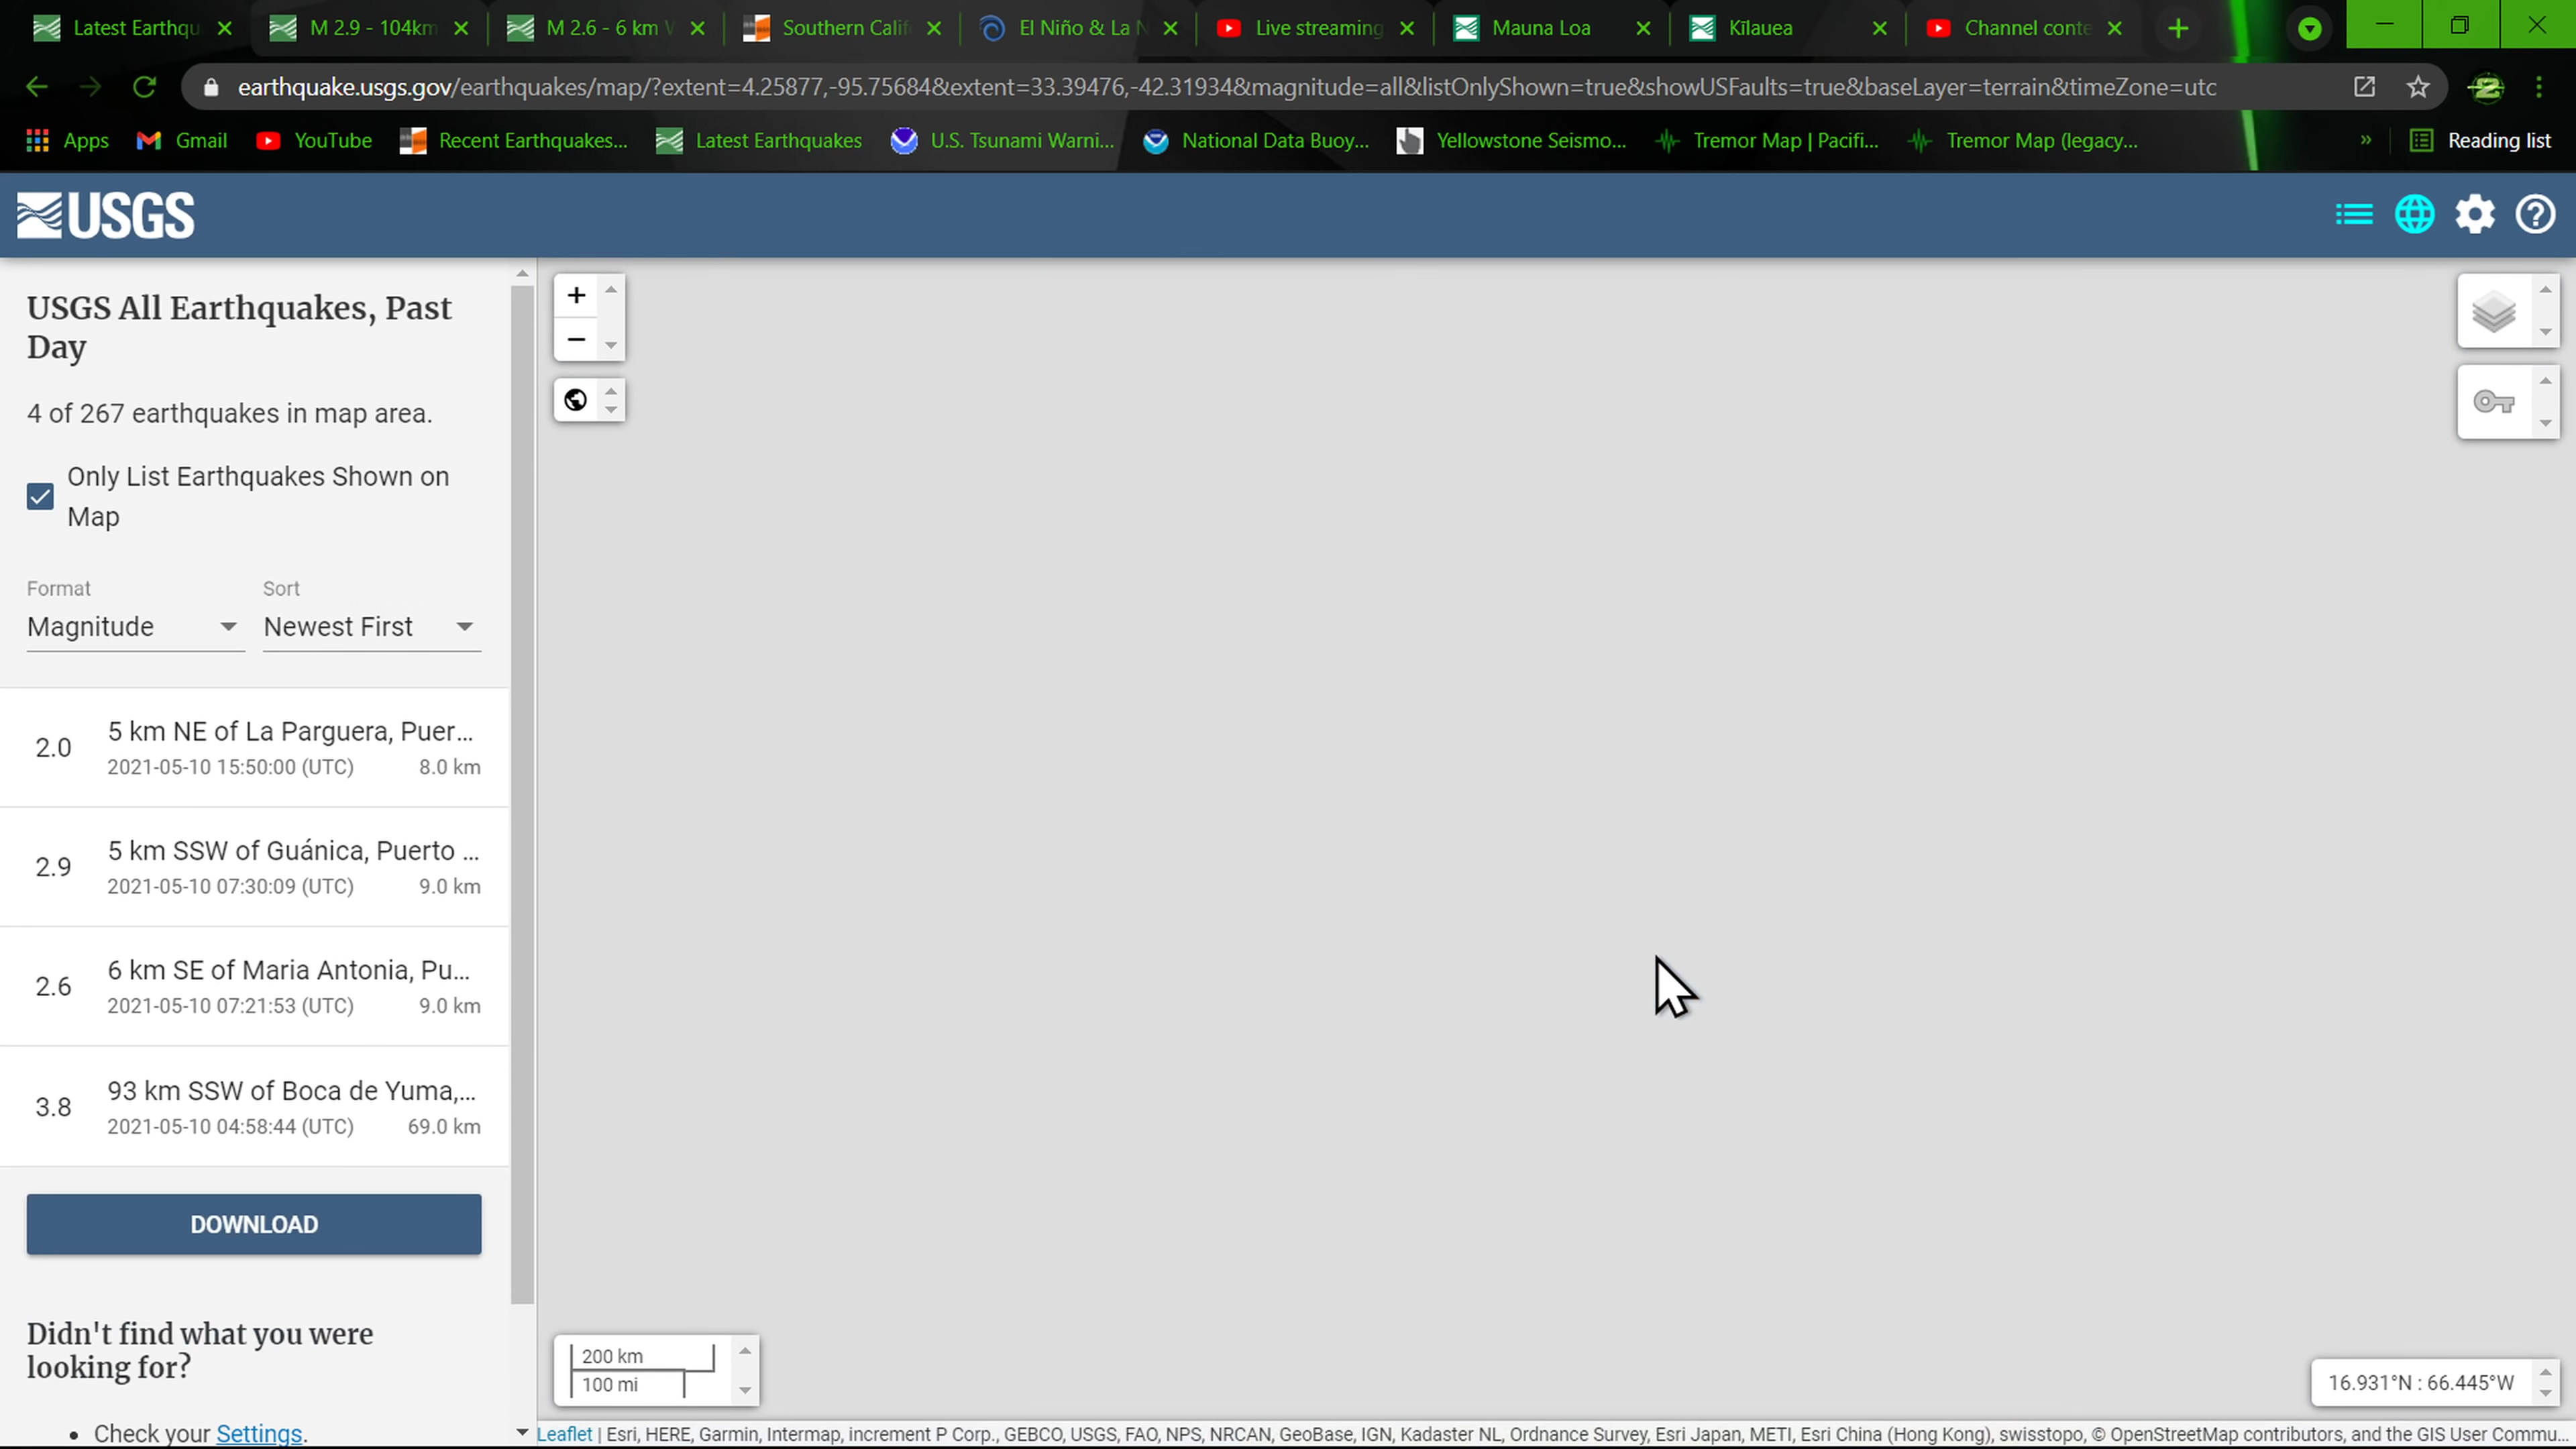 Latest Earthqu
M 2.9 - 104km
M 2.6 - 6 km
Southern Calif
El Niño & La N
Live streaming
Mauna Loa
Kīlauea
Channel conte
earthquake.usgs.gov/earthquakes/map/?extent=4.25877,-95.75684&extent=33.39476,-42.31934&magnitude=all&listOnlyShown=true&showUSFaults=true&baseLayer=terrain&timeZone=utc
Apps
Gmail
YouTube
Recent Earthquakes...
Latest Earthquakes
U.S. Tsunami Warni...
National Data Buoy...
Yellowstone Seismo...
Tremor Map | Pacifi...
Tremor Map (legacy...
»
Reading list
USGS
USGS All Earthquakes, Past
Day
4 of 267 earthquakes in map area.
Only List Earthquakes Shown on
Map
Format
Magnitude
Sort
Newest First
2.0
5 km NE of La Parguera, Puer...
2021-05-10 15:50:00 (UTC) 8.0 km
2.9
5 km SSW of Guánica, Puerto ...
2021-05-10 07:30:09 (UTC) 9.0 km
2.6
6 km SE of Maria Antonia, Pu...
2021-05-10 07:21:53 (UTC) 9.0 km
3.8
93 km SSW of Boca de Yuma,...
2021-05-10 04:58:44 (UTC) 69.0 km
DOWNLOAD
Didn't find what you were
looking for?
• Check your Settings.
+
−
200 km
100 mi
16.931°N : 66.445°W
Leaflet | Esri, HERE, Garmin, Intermap, increment P Corp., GEBCO, USGS, FAO, NPS, NRCAN, GeoBase, IGN, Kadaster NL, Ordnance Survey, Esri Japan, METI, Esri China (Hong Kong), swisstopo, © OpenStreetMap contributors, and the GIS User Commu...